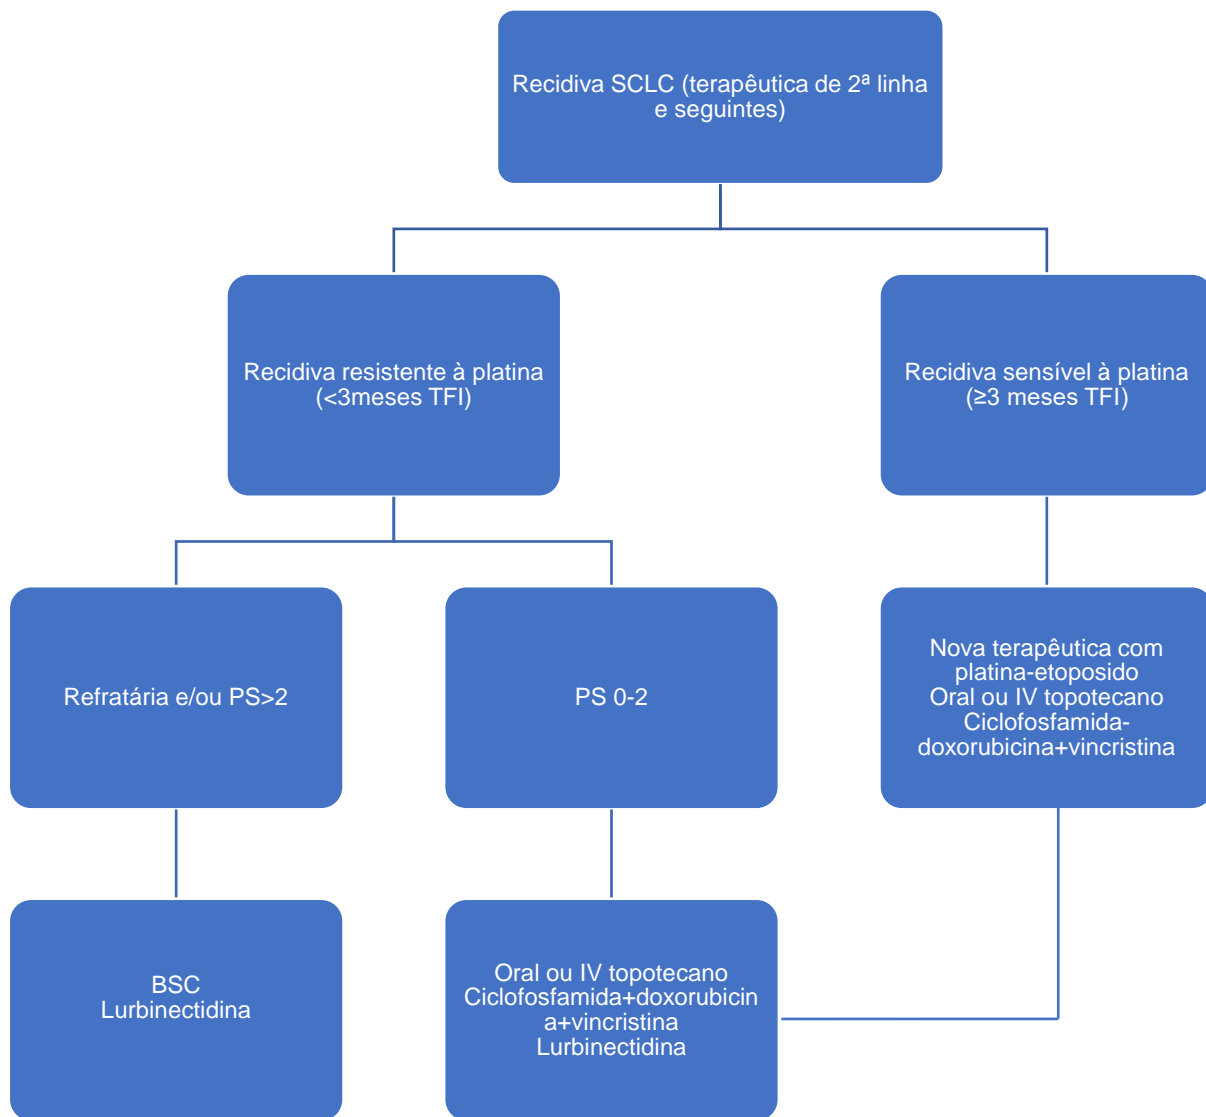 Recidiva SCLC (terapêutica de 2ª linha
e seguintes)
Recidiva resistente à platina
(<3meses TFI)
Recidiva sensível à platina
(≥3 meses TFI)
Refratária e/ou PS>2
PS 0-2
Nova terapêutica com
platina-etoposido
Oral ou IV topotecano
Ciclofosfamida-
doxorubicina+vincristina
BSC
Lurbinectidina
Oral ou IV topotecano
Ciclofosfamida+doxorubicin
a+vincristina
Lurbinectidina